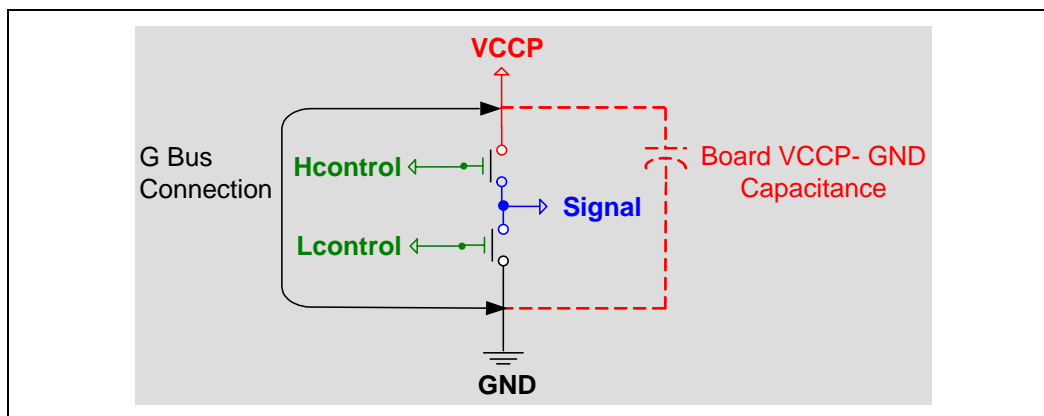 VCCP
G Bus
Connection
Hcontrol
Board VCCP- GND
Capacitance
Signal
Lcontrol
GND